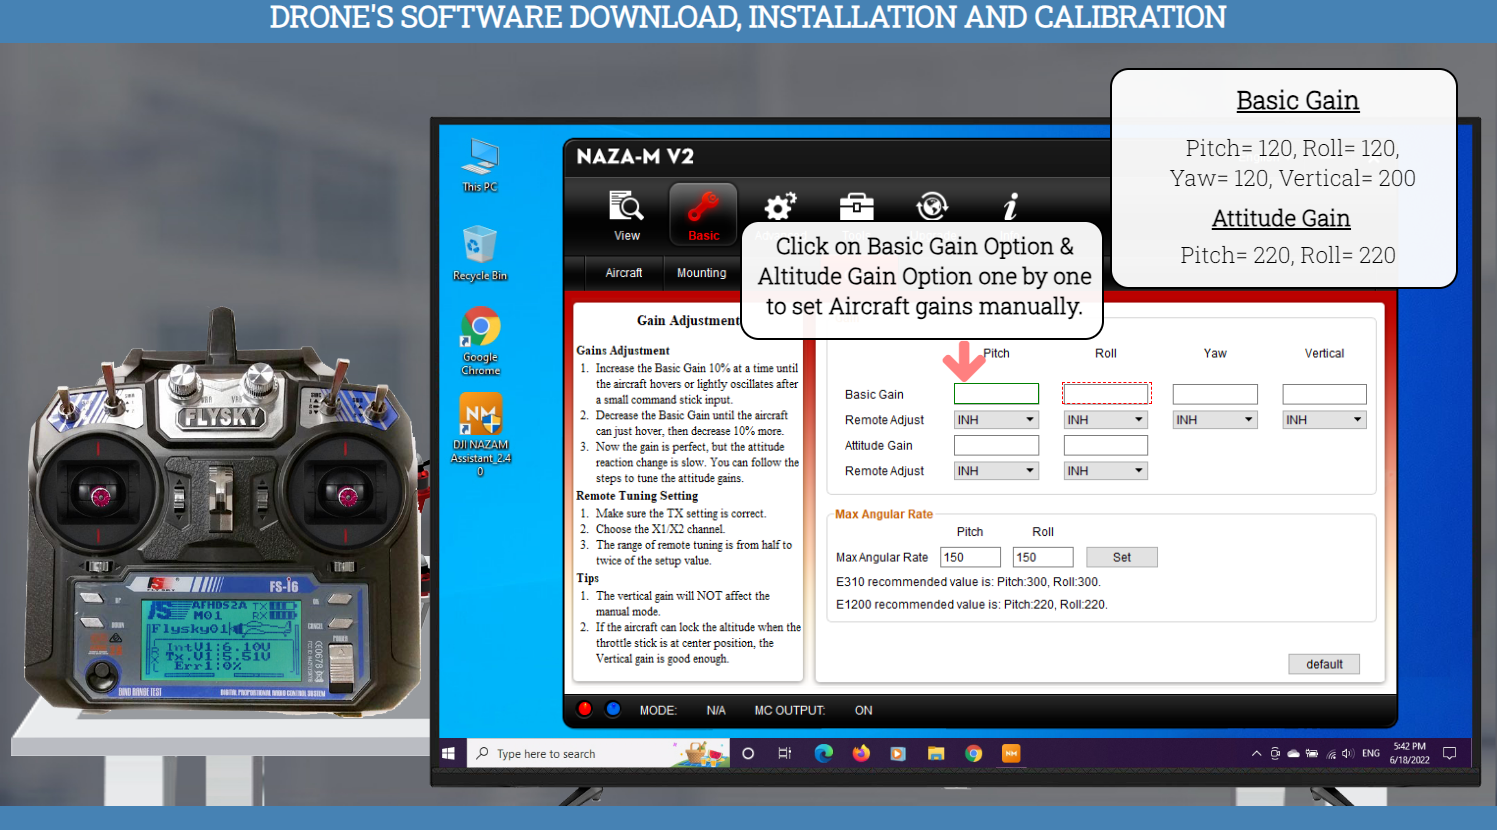 DRONE'S SOFTWARE DOWNLOAD, INSTALLATION AND CALIBRATION
Basic Gain
Pitch= 120, Roll= 120,
Yaw= 120, Vertical= 200
Attitude Gain
Pitch= 220, Roll= 220
This PC
Recycle Bin
Google
Chrome
NM
DJI NAZAM
Assistant_2.4
0
NAZA-M V2
View
Basic
Aircraft
Mounting
Click on Basic Gain Option &
Altitude Gain Option one by one
to set Aircraft gains manually.
Gain Adjustment
Gains Adjustment
1. Increase the Basic Gain 10% at a time until
the aircraft hovers or lightly oscillates after
a small command stick input.
2. Decrease the Basic Gain until the aircraft
can just hover, then decrease 10% more.
3. Now the gain is perfect, but the attitude
reaction change is slow. You can follow the
steps to tune the attitude gains.
Remote Tuning Setting
1. Make sure the TX setting is correct.
2. Choose the X1/X2 channel.
3. The range of remote tuning is from half to
twice of the setup value.
Tips
1. The vertical gain will NOT affect the
manual mode.
2. If the aircraft can lock the altitude when the
throttle stick is at center position, the
Vertical gain is good enough.
Pitch Roll Yaw Vertical
Basic Gain
Remote Adjust INH INH INH INH
Attitude Gain
Remote Adjust INH INH
Max Angular Rate
Pitch Roll
Max Angular Rate 150 150 Set
E310 recommended value is: Pitch:300, Roll:300.
E1200 recommended value is: Pitch:220, Roll:220.
default
MODE: N/A MC OUTPUT: ON
Type here to search
NM
ENG
5:42 PM
6/18/2022
FLYSKY
FS-i6
AFHDS2A TX
M01 RX
Flysky01
IntV1:6.10V
Tx.V1:5.51V
Err1:0%
BIND RANGE TEST
DIGITAL PROPORTIONAL RADIO CONTROL SYSTEM
POWER
CANCEL
OK